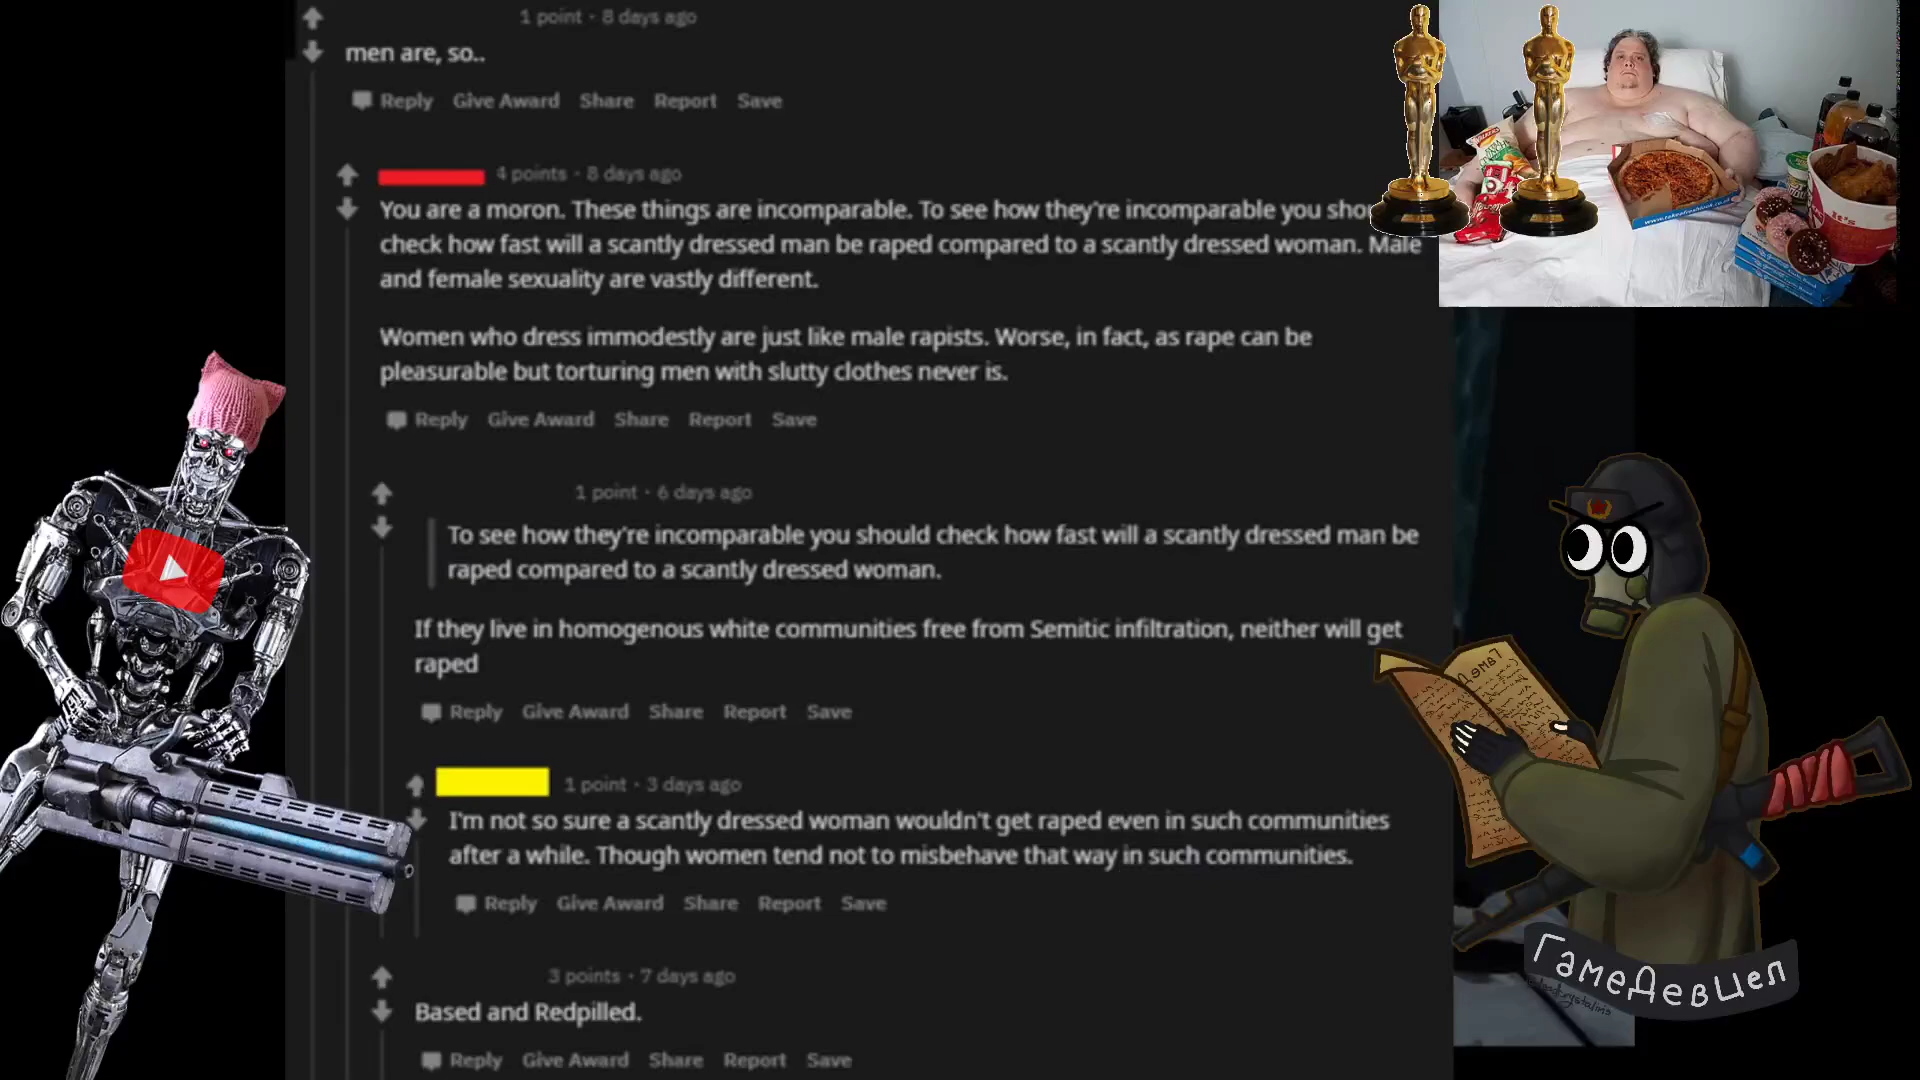 1 point · 8 days ago
men are, so..
Reply Give Award Share Report Save
4 points · 8 days ago
You are a moron. These things are incomparable. To see how they're incomparable you sho
check how fast will a scantly dressed man be raped compared to a scantly dressed woman. Male
and female sexuality are vastly different.
Women who dress immodestly are just like male rapists. Worse, in fact, as rape can be
pleasurable but torturing men with slutty clothes never is.
Reply Give Award Share Report Save
1 point · 6 days ago
To see how they're incomparable you should check how fast will a scantly dressed man be
raped compared to a scantly dressed woman.
If they live in homogenous white communities free from Semitic infiltration, neither will get
raped
Reply Give Award Share Report Save
1 point · 3 days ago
I'm not so sure a scantly dressed woman wouldn't get raped even in such communities
after a while. Though women tend not to misbehave that way in such communities.
Reply Give Award Share Report Save
3 points · 7 days ago
Based and Redpilled.
Reply Give Award Share Report Save
It's
ГамеД
ГамеДевЦел